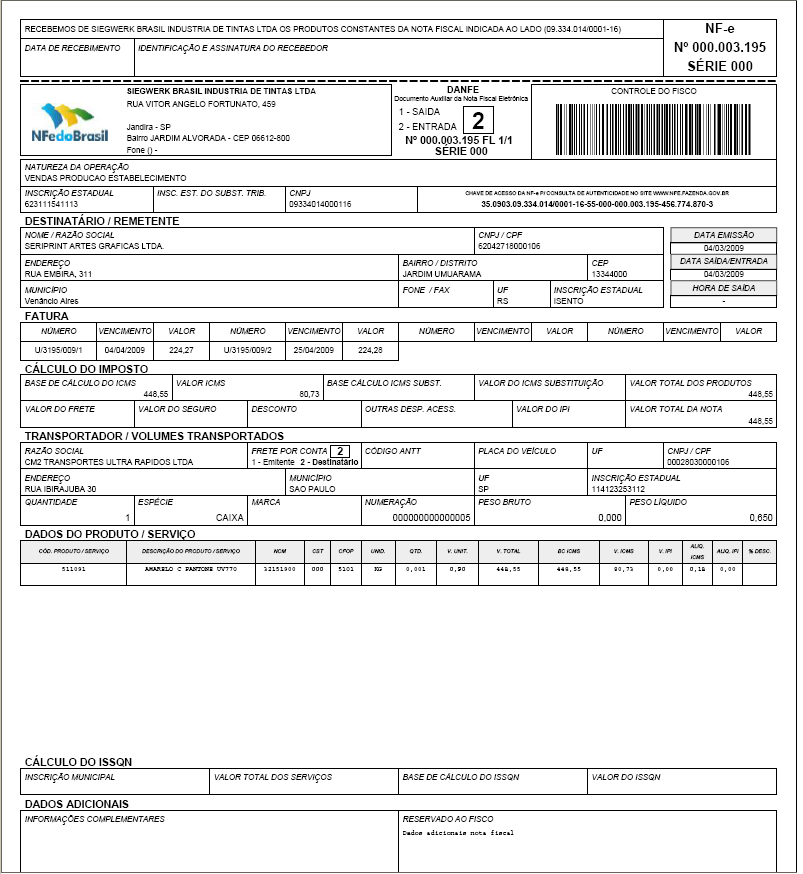 RECEBEMOS DE SIEGWERK BRASIL INDUSTRIA DE TINTAS LTDA OS PRODUTOS CONSTANTES DA NOTA FISCAL INDICADA AO LADO (09.334.014/0001-16)
DATA DE RECEBIMENTO IDENTIFICAÇÃO E ASSINATURA DO RECEBEDOR
NF-e
Nº 000.003.195
SÉRIE 000
NFedoBrasil
SIEGWERK BRASIL INDUSTRIA DE TINTAS LTDA
RUA VITOR ANGELO FORTUNATO, 459
Jandira - SP
Bairro JARDIM ALVORADA - CEP 06612-800
Fone () -
DANFE
Documento Auxiliar da Nota Fiscal Eletrônica
1 - SAIDA
2 - ENTRADA 2
Nº 000.003.195 FL 1/1
SÉRIE 000
CONTROLE DO FISCO
NATUREZA DA OPERAÇÃO
VENDAS PRODUCAO ESTABELECIMENTO
INSCRIÇÃO ESTADUAL INSC. EST. DO SUBST. TRIB. CNPJ CHAVE DE ACESSO DA NF-e P/ CONSULTA DE AUTENTICIDADE NO SITE WWW.NFE.FAZENDA.GOV.BR
623111541113 09334014000116 35.0903.09.334.014/0001-16-55-000-000.003.195-456.774.870-3
DESTINATÁRIO / REMETENTE
NOME / RAZÃO SOCIAL CNPJ / CPF DATA EMISSÃO
SERIPRINT ARTES GRAFICAS LTDA. 62042718000106 04/03/2009
ENDEREÇO BAIRRO / DISTRITO CEP DATA SAÍDA/ENTRADA
RUA EMBIRA, 311 JARDIM UMUARAMA 13344000 04/03/2009
MUNICÍPIO FONE / FAX UF INSCRIÇÃO ESTADUAL HORA DE SAÍDA
Venâncio Aires RS ISENTO -
FATURA
NÚMERO VENCIMENTO VALOR NÚMERO VENCIMENTO VALOR NÚMERO VENCIMENTO VALOR NÚMERO VENCIMENTO VALOR
U/3195/009/1 04/04/2009 224,27 U/3195/009/2 25/04/2009 224,28
CÁLCULO DO IMPOSTO
BASE DE CÁLCULO DO ICMS VALOR ICMS BASE CÁLCULO ICMS SUBST. VALOR DO ICMS SUBSTITUIÇÃO VALOR TOTAL DOS PRODUTOS
448,55 80,73 448,55
VALOR DO FRETE VALOR DO SEGURO DESCONTO OUTRAS DESP. ACESS. VALOR DO IPI VALOR TOTAL DA NOTA
448,55
TRANSPORTADOR / VOLUMES TRANSPORTADOS
RAZÃO SOCIAL FRETE POR CONTA 2 CÓDIGO ANTT PLACA DO VEÍCULO UF CNPJ / CPF
CM2 TRANSPORTES ULTRA RAPIDOS LTDA 1 - Emitente 2 - Destinatário 00028030000106
ENDEREÇO MUNICÍPIO UF INSCRIÇÃO ESTADUAL
RUA IBIRAJUBA 30 SAO PAULO SP 114123253112
QUANTIDADE ESPÉCIE MARCA NUMERAÇÃO PESO BRUTO PESO LÍQUIDO
1 CAIXA 000000000000005 0,000 0,650
DADOS DO PRODUTO / SERVIÇO
CÓD. PRODUTO / SERVIÇO DESCRIÇÃO DO PRODUTO / SERVIÇO NCM CST CFOP UNID. QTD. V. UNIT. V. TOTAL BC ICMS V. ICMS V. IPI ALIQ. ICMS ALIQ. IPI % DESC.
511091 AMARELO C PANTONE UV770 32151900 000 5101 KG 0,001 0,90 448,55 448,55 80,73 0,00 0,18 0,00
CÁLCULO DO ISSQN
INSCRIÇÃO MUNICIPAL VALOR TOTAL DOS SERVIÇOS BASE DE CÁLCULO DO ISSQN VALOR DO ISSQN
DADOS ADICIONAIS
INFORMAÇÕES COMPLEMENTARES RESERVADO AO FISCO
Dados adicionais nota fiscal